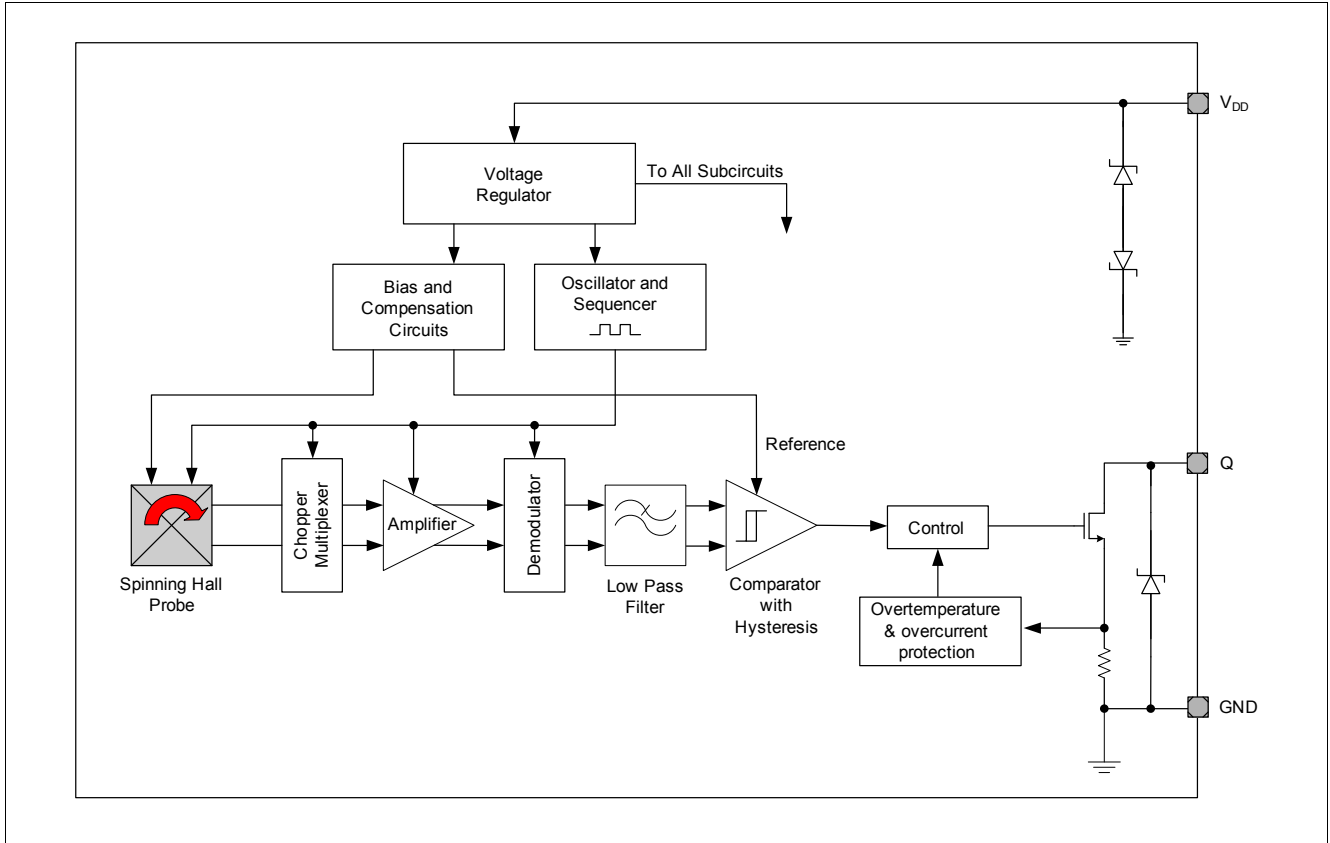 V_DD
Voltage
Regulator
To All Subcircuits
Bias and
Compensation
Circuits
Oscillator and
Sequencer
Reference
Q
Chopper
Multiplexer
Amplifier
Demodulator
Control
Spinning Hall
Probe
Low Pass
Filter
Comparator
with
Hysteresis
Overtemperature
& overcurrent
protection
GND